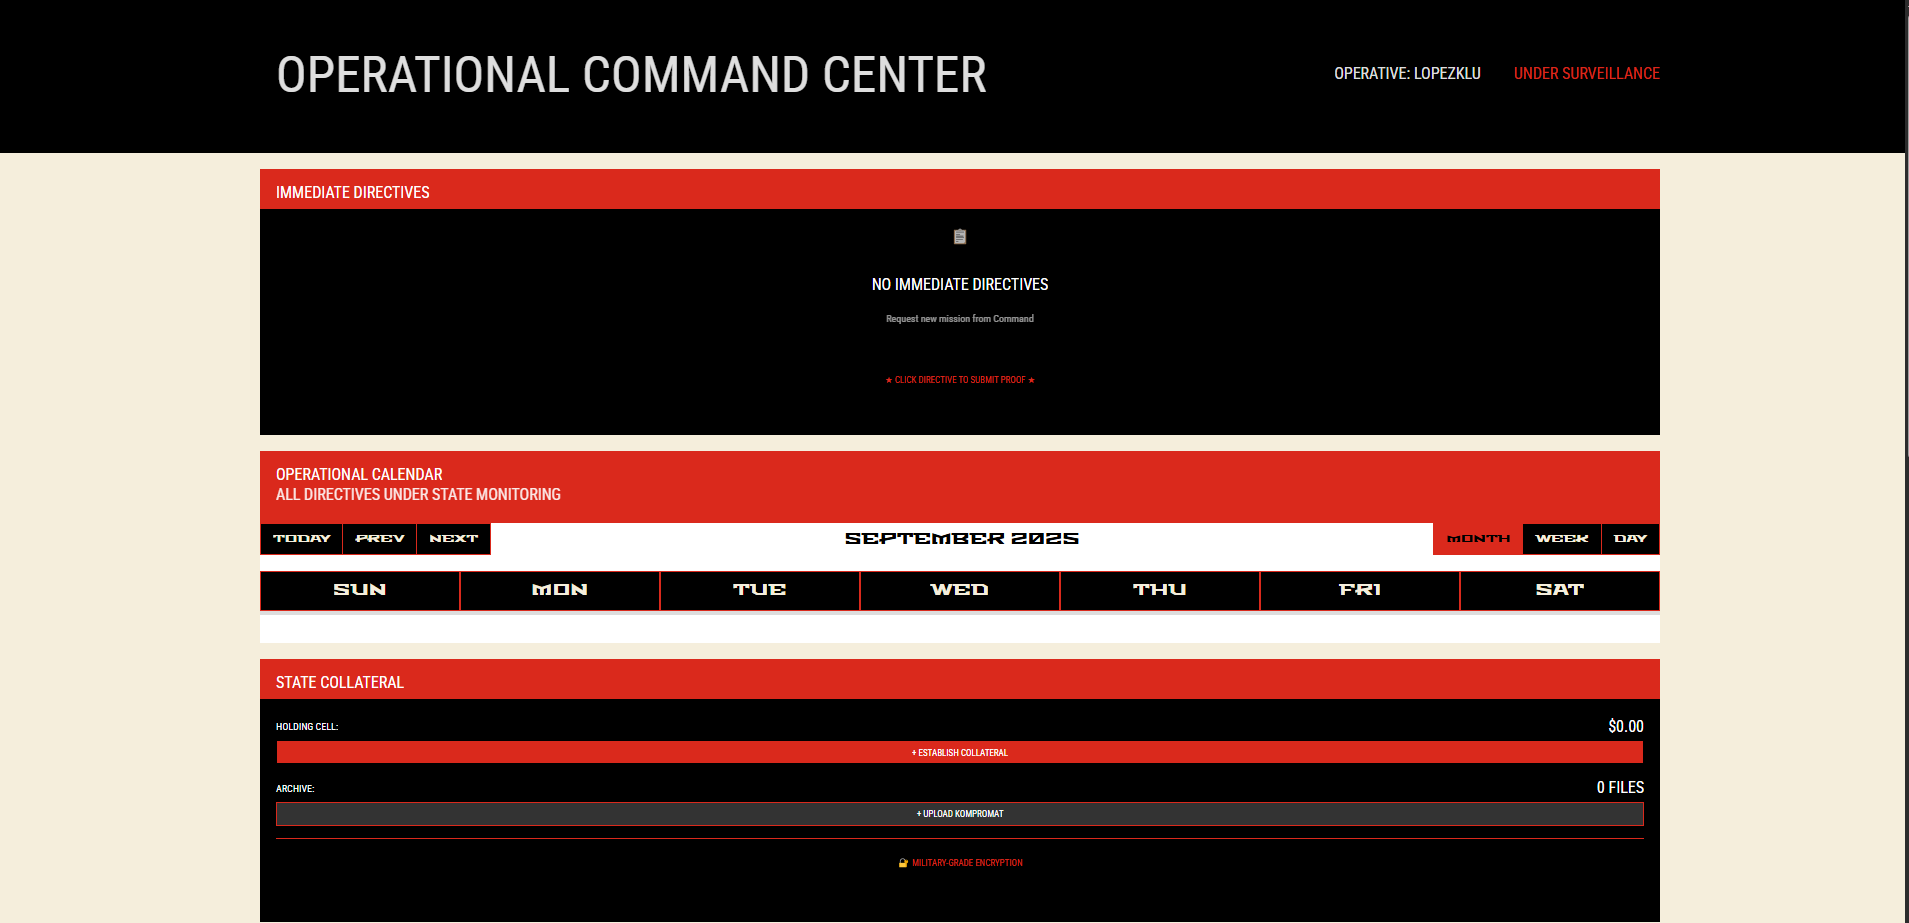 OPERATIONAL COMMAND CENTER
OPERATIVE: LOPEZKLU
UNDER SURVEILLANCE
IMMEDIATE DIRECTIVES
NO IMMEDIATE DIRECTIVES
Request new mission from Command
★ CLICK DIRECTIVE TO SUBMIT PROOF ★
OPERATIONAL CALENDAR
ALL DIRECTIVES UNDER STATE MONITORING
TODAY PREV NEXT SEPTEMBER 2025 MONTH WEEK DAY
SUN MON TUE WED THU FRI SAT
STATE COLLATERAL
HOLDING CELL: $0.00
+ ESTABLISH COLLATERAL
ARCHIVE: 0 FILES
+ UPLOAD KOMPROMAT
🔐 MILITARY-GRADE ENCRYPTION